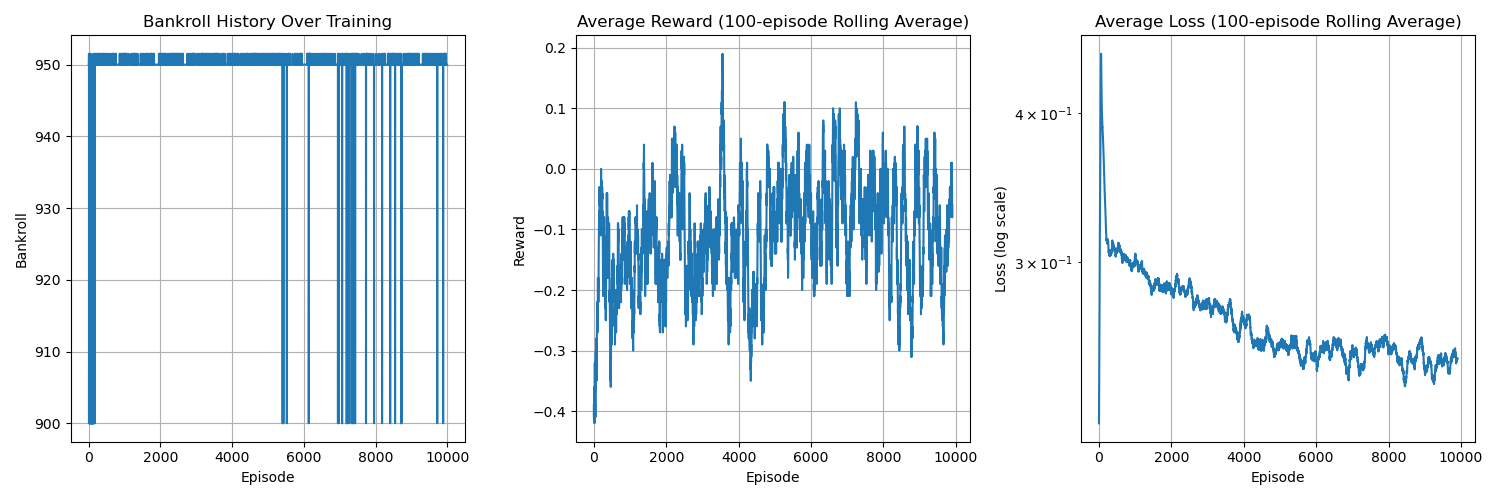 Bankroll History Over Training
Average Reward (100-episode Rolling Average)
Average Loss (100-episode Rolling Average)
Bankroll
950
940
930
920
910
900
0 2000 4000 6000 8000 10000
Episode
Reward
0.2
0.1
0.0
−0.1
−0.2
−0.3
−0.4
0 2000 4000 6000 8000 10000
Episode
Loss (log scale)
4 × 10⁻¹
3 × 10⁻¹
0 2000 4000 6000 8000 10000
Episode